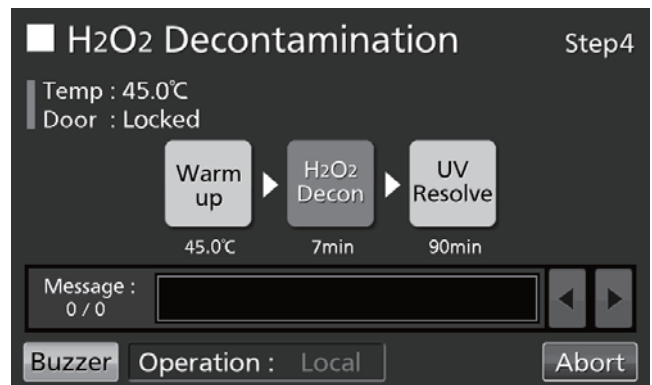 H2O2 Decontamination Step4
Temp : 45.0℃
Door : Locked
Warm up
H2O2 Decon
UV Resolve
45.0℃ 7min 90min
Message : 0 / 0
Buzzer Operation : Local Abort